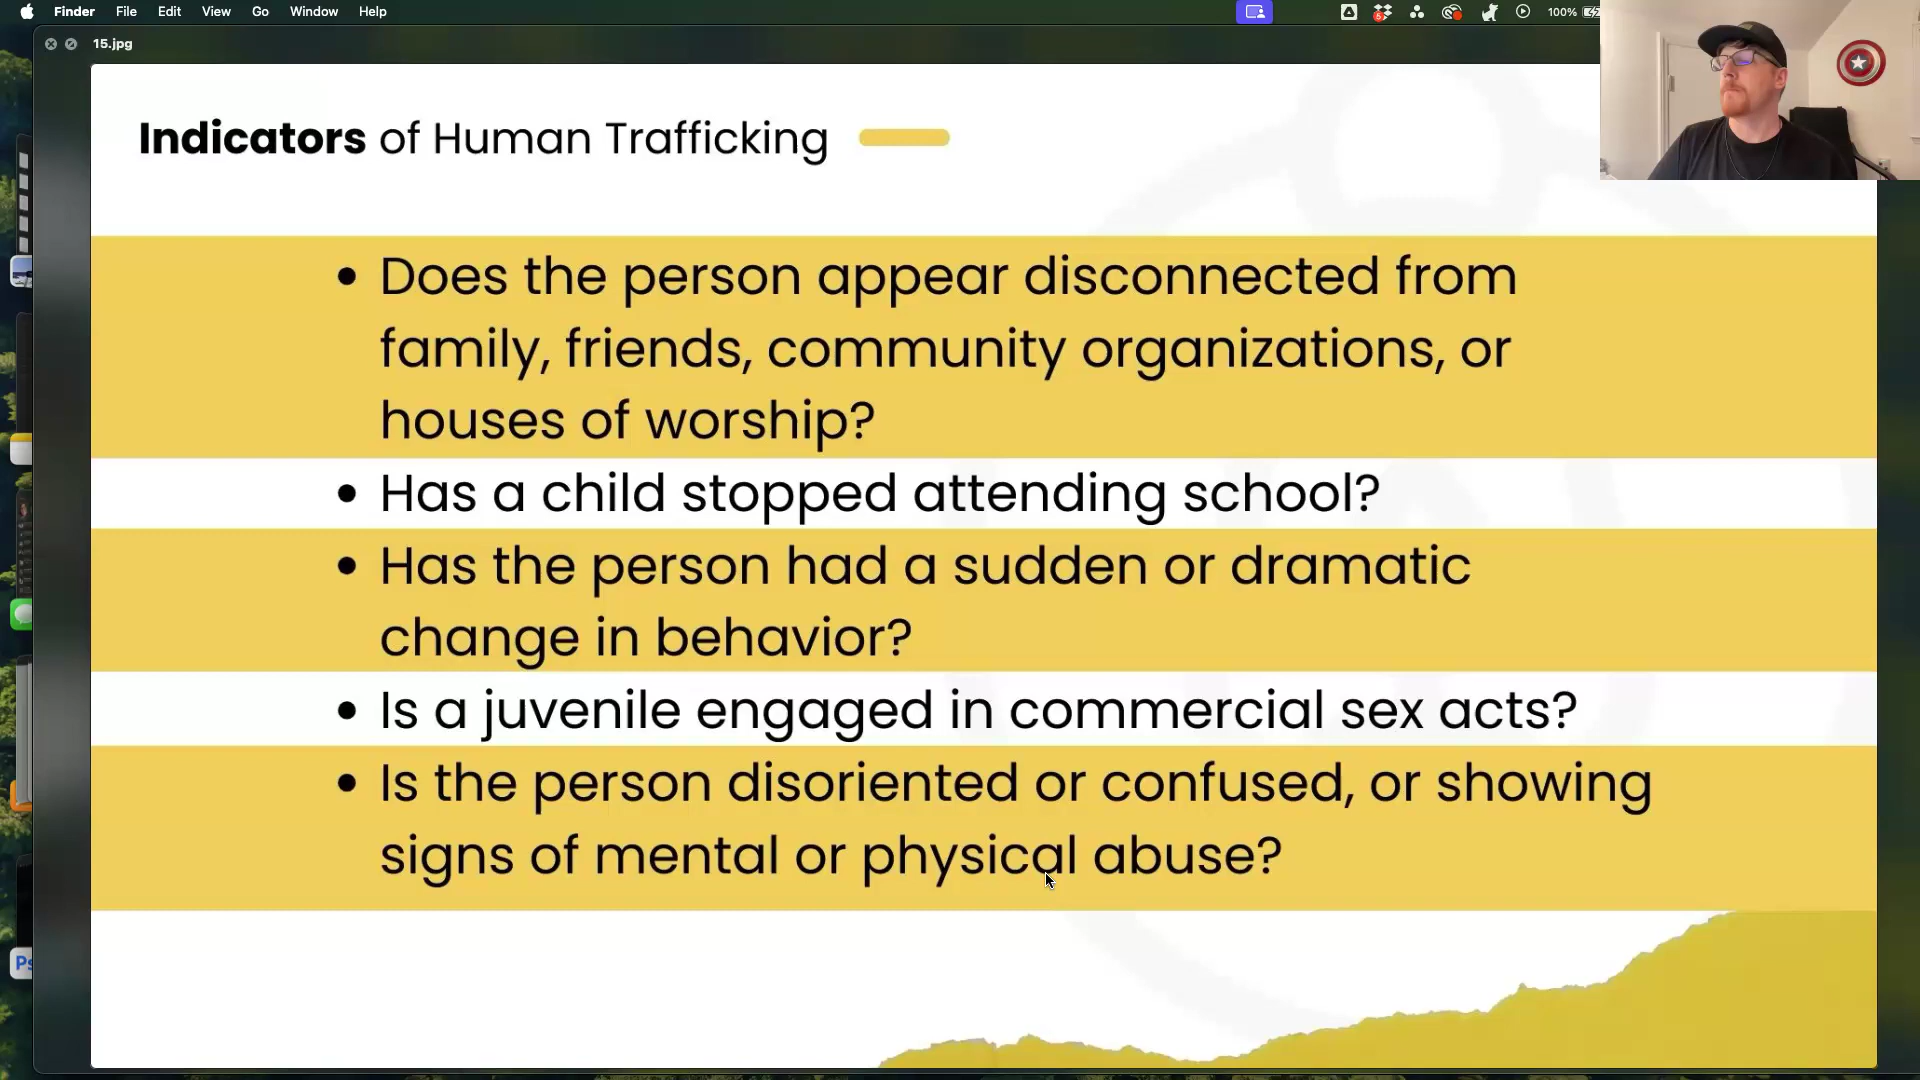 Finder File Edit View Go Window Help
5
100%
15.jpg
Indicators of Human Trafficking
• Does the person appear disconnected from
family, friends, community organizations, or
houses of worship?
• Has a child stopped attending school?
• Has the person had a sudden or dramatic
change in behavior?
• Is a juvenile engaged in commercial sex acts?
• Is the person disoriented or confused, or showing
signs of mental or physical abuse?
Ps